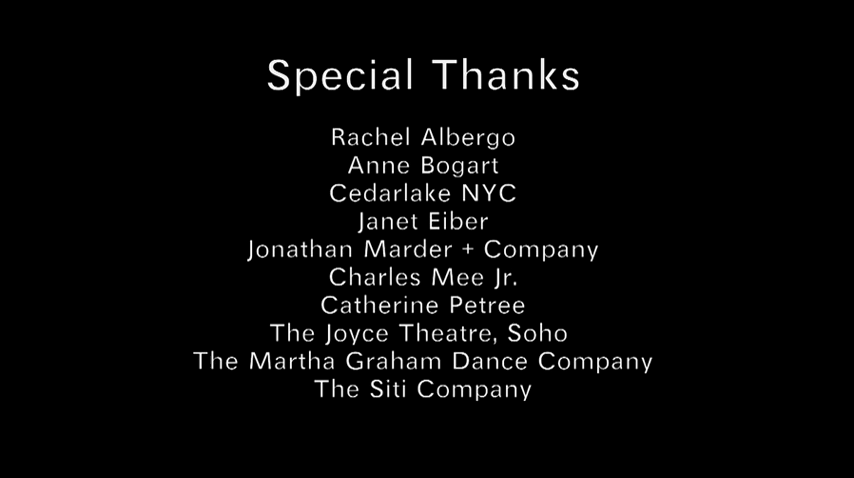 Special Thanks
Rachel Albergo
Anne Bogart
Cedarlake NYC
Janet Eiber
Jonathan Marder + Company
Charles Mee Jr.
Catherine Petree
The Joyce Theatre, Soho
The Martha Graham Dance Company
The Siti Company